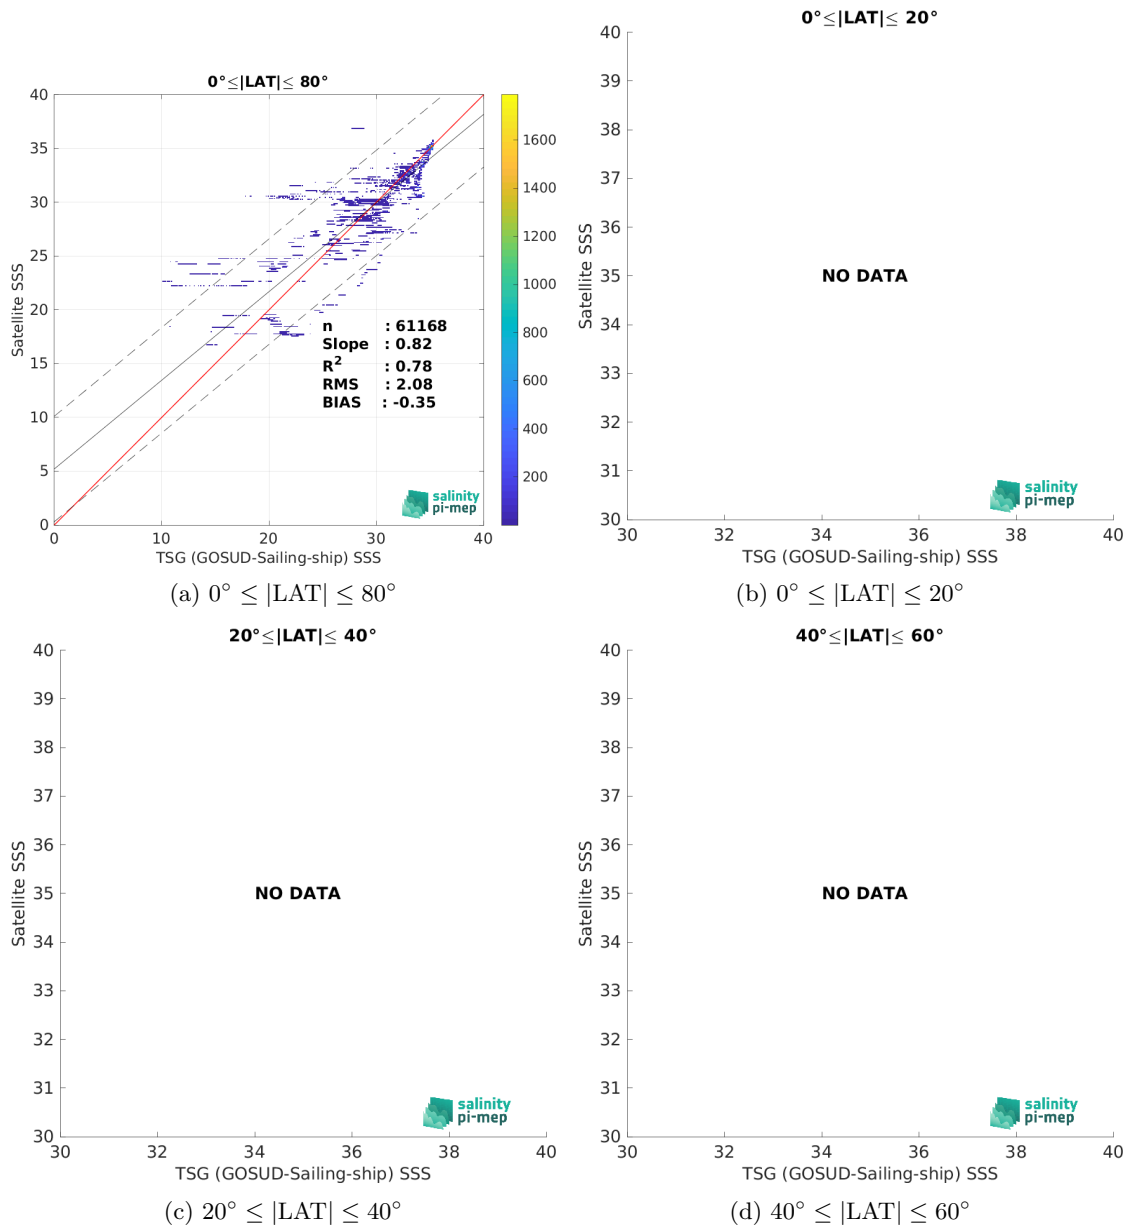 0°≤|LAT|≤ 80°
40
35
30
25
20
15
10
5
0
0
10
20
30
40
Satellite SSS
TSG (GOSUD-Sailing-ship) SSS
n : 61168
Slope : 0.82
R² : 0.78
RMS : 2.08
BIAS : -0.35
1600
1400
1200
1000
800
600
400
200
salinity
pi-mep
(a) 0° ≤ |LAT| ≤ 80°
0°≤|LAT|≤ 20°
40
39
38
37
36
35
34
33
32
31
30
30
32
34
36
38
40
Satellite SSS
NO DATA
TSG (GOSUD-Sailing-ship) SSS
salinity
pi-mep
(b) 0° ≤ |LAT| ≤ 20°
20°≤|LAT|≤ 40°
40
39
38
37
36
35
34
33
32
31
30
30
32
34
36
38
40
Satellite SSS
NO DATA
TSG (GOSUD-Sailing-ship) SSS
salinity
pi-mep
(c) 20° ≤ |LAT| ≤ 40°
40°≤|LAT|≤ 60°
40
39
38
37
36
35
34
33
32
31
30
30
32
34
36
38
40
Satellite SSS
NO DATA
TSG (GOSUD-Sailing-ship) SSS
salinity
pi-mep
(d) 40° ≤ |LAT| ≤ 60°